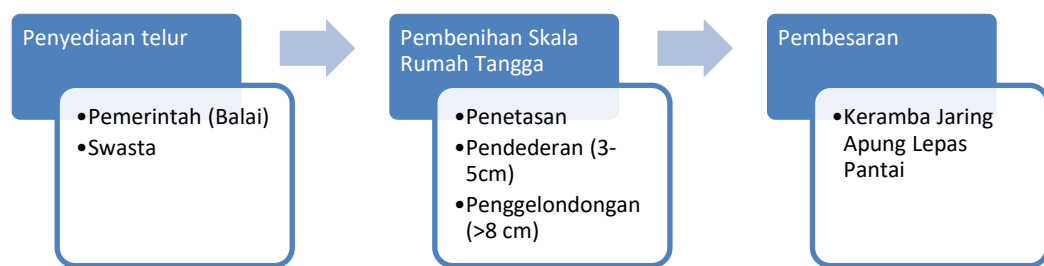 Penyediaan telur
•Pemerintah (Balai)
•Swasta
Pembenihan Skala
Rumah Tangga
•Penetasan
•Pendederan (3-
5cm)
•Penggelondongan
(>8 cm)
Pembesaran
•Keramba Jaring
Apung Lepas
Pantai